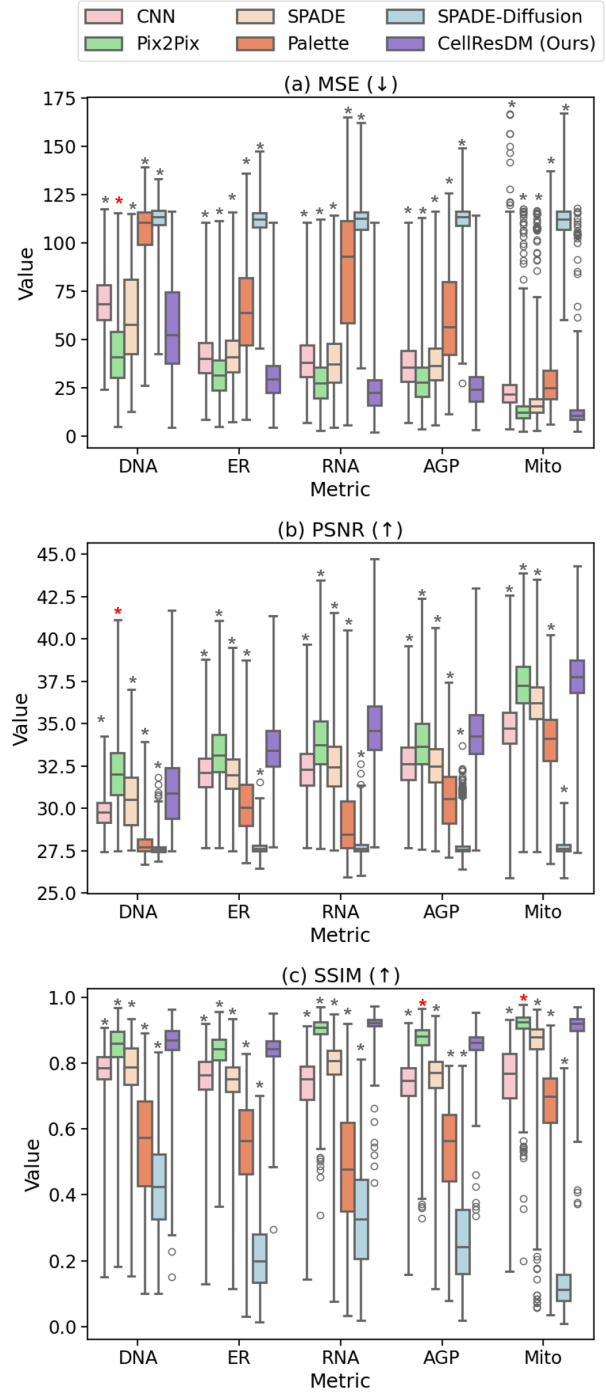 CNN SPADE SPADE-Diffusion
Pix2Pix Palette CellResDM (Ours)
(a) MSE (↓)
175
150
125
100
75
50
25
0
Value
* * * * *
* * * * *
* * * * *
* * * * *
* * * * *
DNA ER RNA AGP Mito
Metric
(b) PSNR (↑)
45.0
42.5
40.0
37.5
35.0
32.5
30.0
27.5
25.0
Value
* * * * *
* * * * *
* * * * *
* * * * *
* * * * *
DNA ER RNA AGP Mito
Metric
(c) SSIM (↑)
1.0
0.8
0.6
0.4
0.2
0.0
Value
* * * * *
* * * * *
* * * * *
* * * * *
* * * * *
DNA ER RNA AGP Mito
Metric